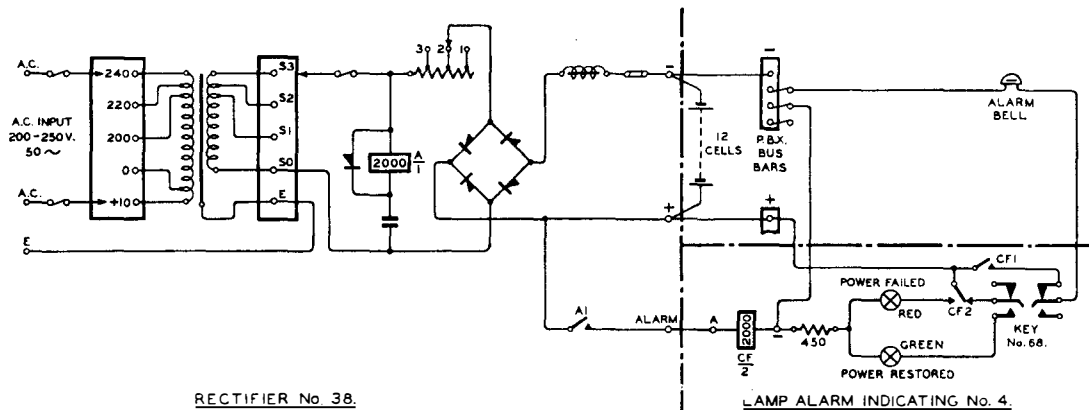 A.C.
A.C. INPUT
200-250V.
50 ~
A.C.
E
240
220
200
0
+10
S3
S2
S1
S0
E
3 2 1
2000
A
1
-
12
CELLS
+
-
P.B.X.
BUS
BARS
+
ALARM
BELL
A1
ALARM
A
2000
CF
2
-
450
POWER FAILED
RED
GREEN
POWER RESTORED
CF1
CF2
KEY
No. 68.
RECTIFIER No. 38.
LAMP ALARM INDICATING No. 4.